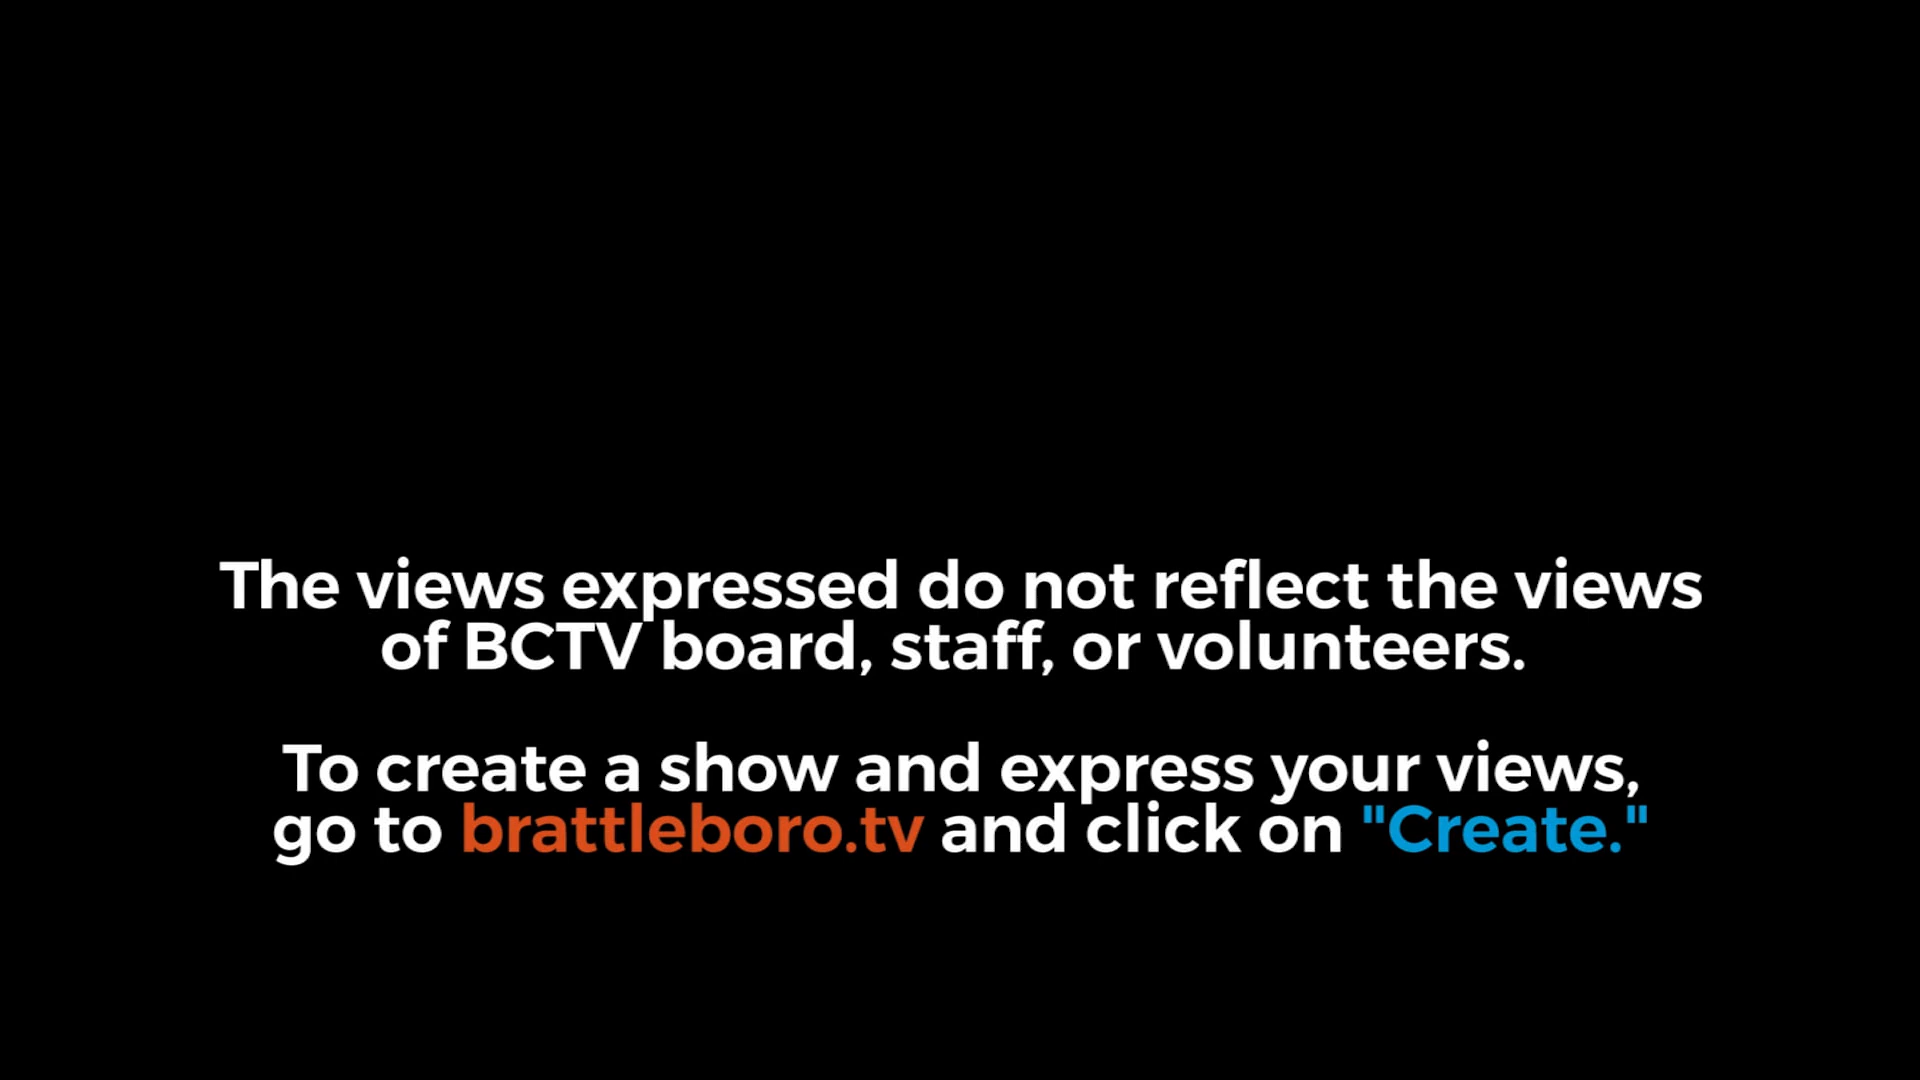 The views expressed do not reflect the views
of BCTV board, staff, or volunteers.
To create a show and express your views,
go to brattleboro.tv and click on "Create."